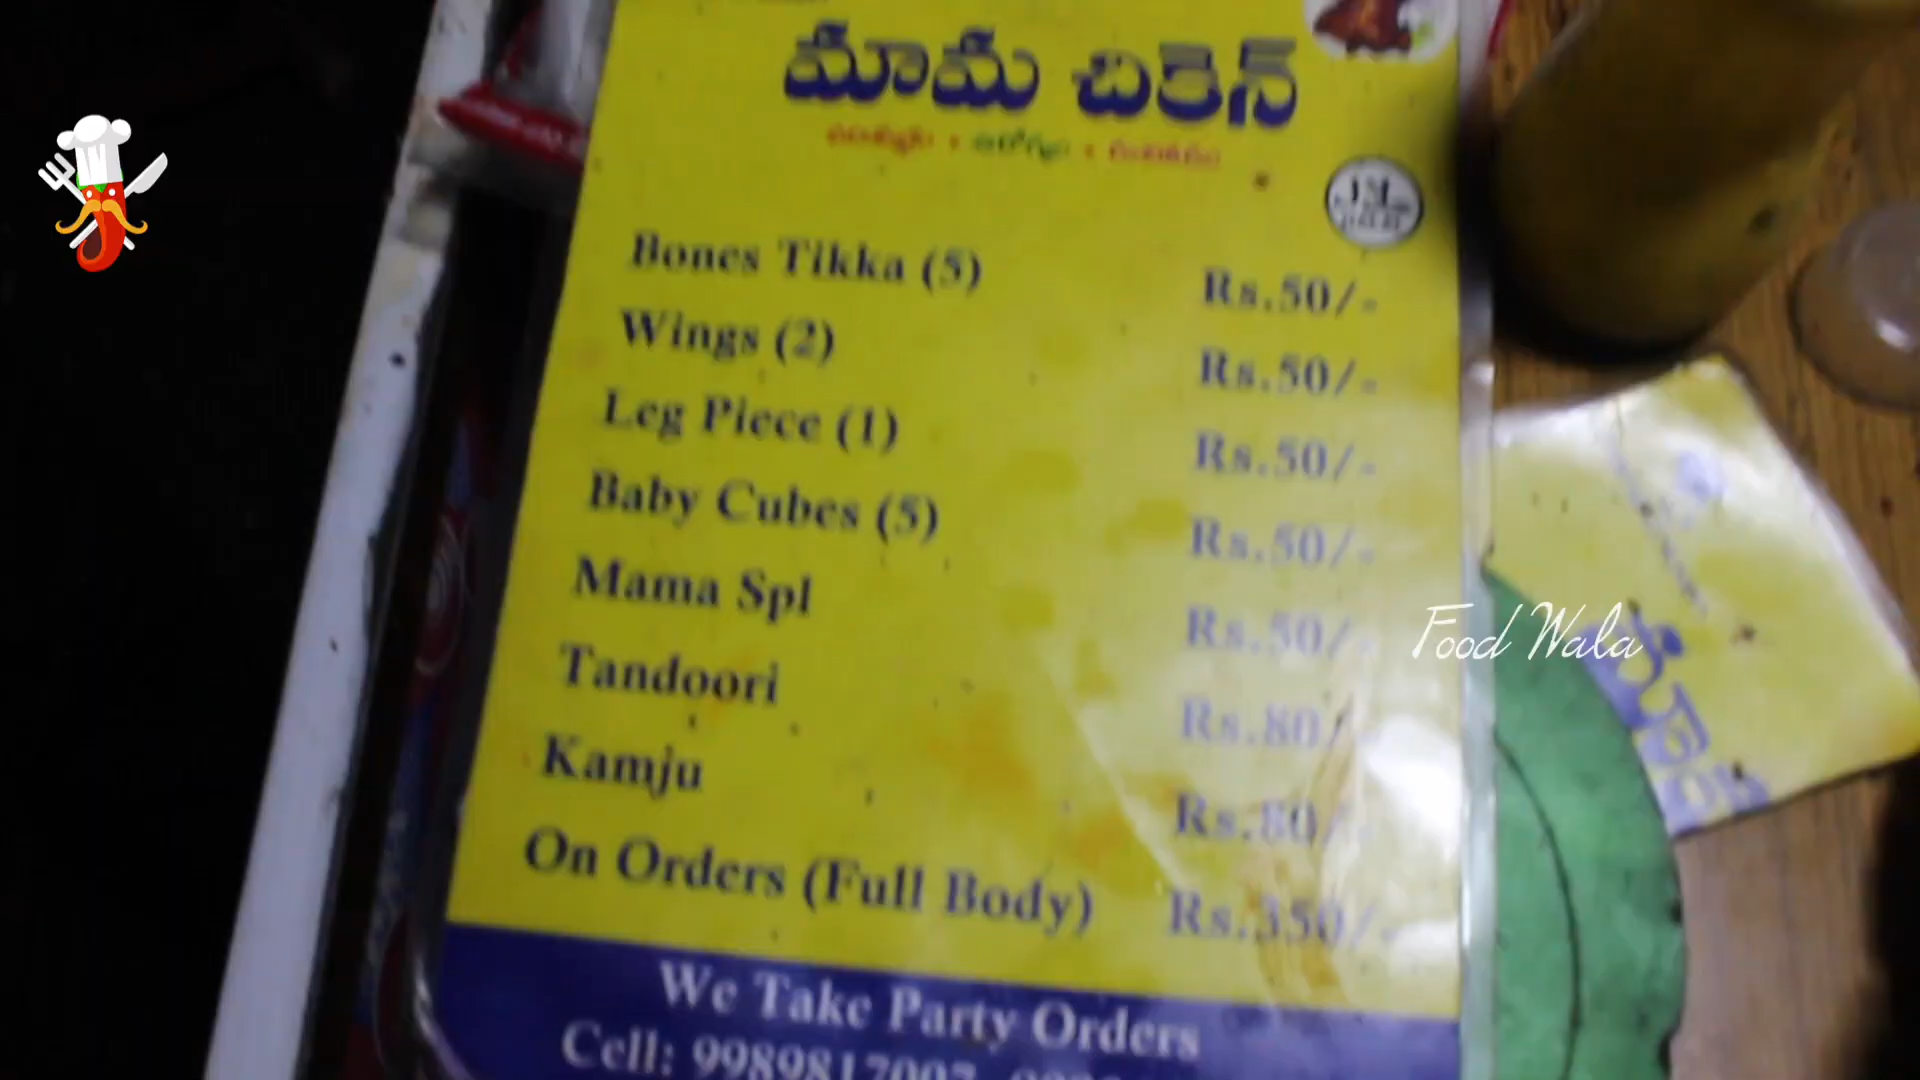 మామ చికెన్
Bones Tikka (5) Rs.50/-
Wings (2) Rs.50/-
Leg Piece (1) Rs.50/-
Baby Cubes (5) Rs.50/-
Mama Spl Rs.50/-
Tandoori Rs.80/-
Kamju Rs.80/-
On Orders (Full Body) Rs.350/-
We Take Party Orders
Cell: 9989817007
Food Wala